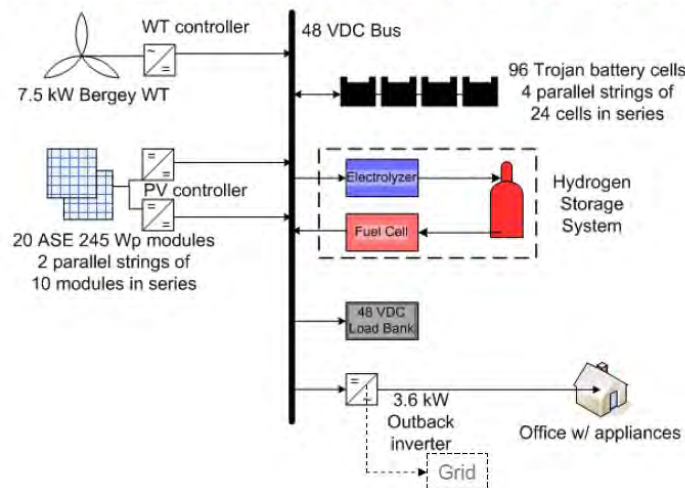 WT controller
48 VDC Bus
7.5 kW Bergey WT
96 Trojan battery cells
4 parallel strings of
24 cells in series
PV controller
20 ASE 245 Wp modules
2 parallel strings of
10 modules in series
Electrolyzer
Fuel Cell
Hydrogen
Storage
System
48 VDC
Load Bank
3.6 kW
Outback
inverter
Office w/ appliances
Grid